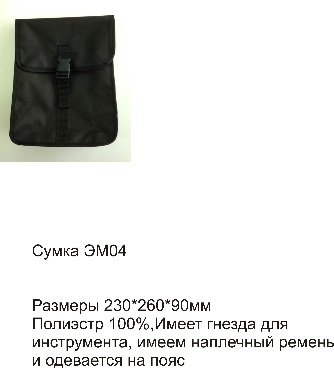 Сумка ЭМ04
Размеры 230*260*90мм
Полиэстр 100%,Имеет гнезда для
инструмента, имеем наплечный ремень
и одевается на пояс